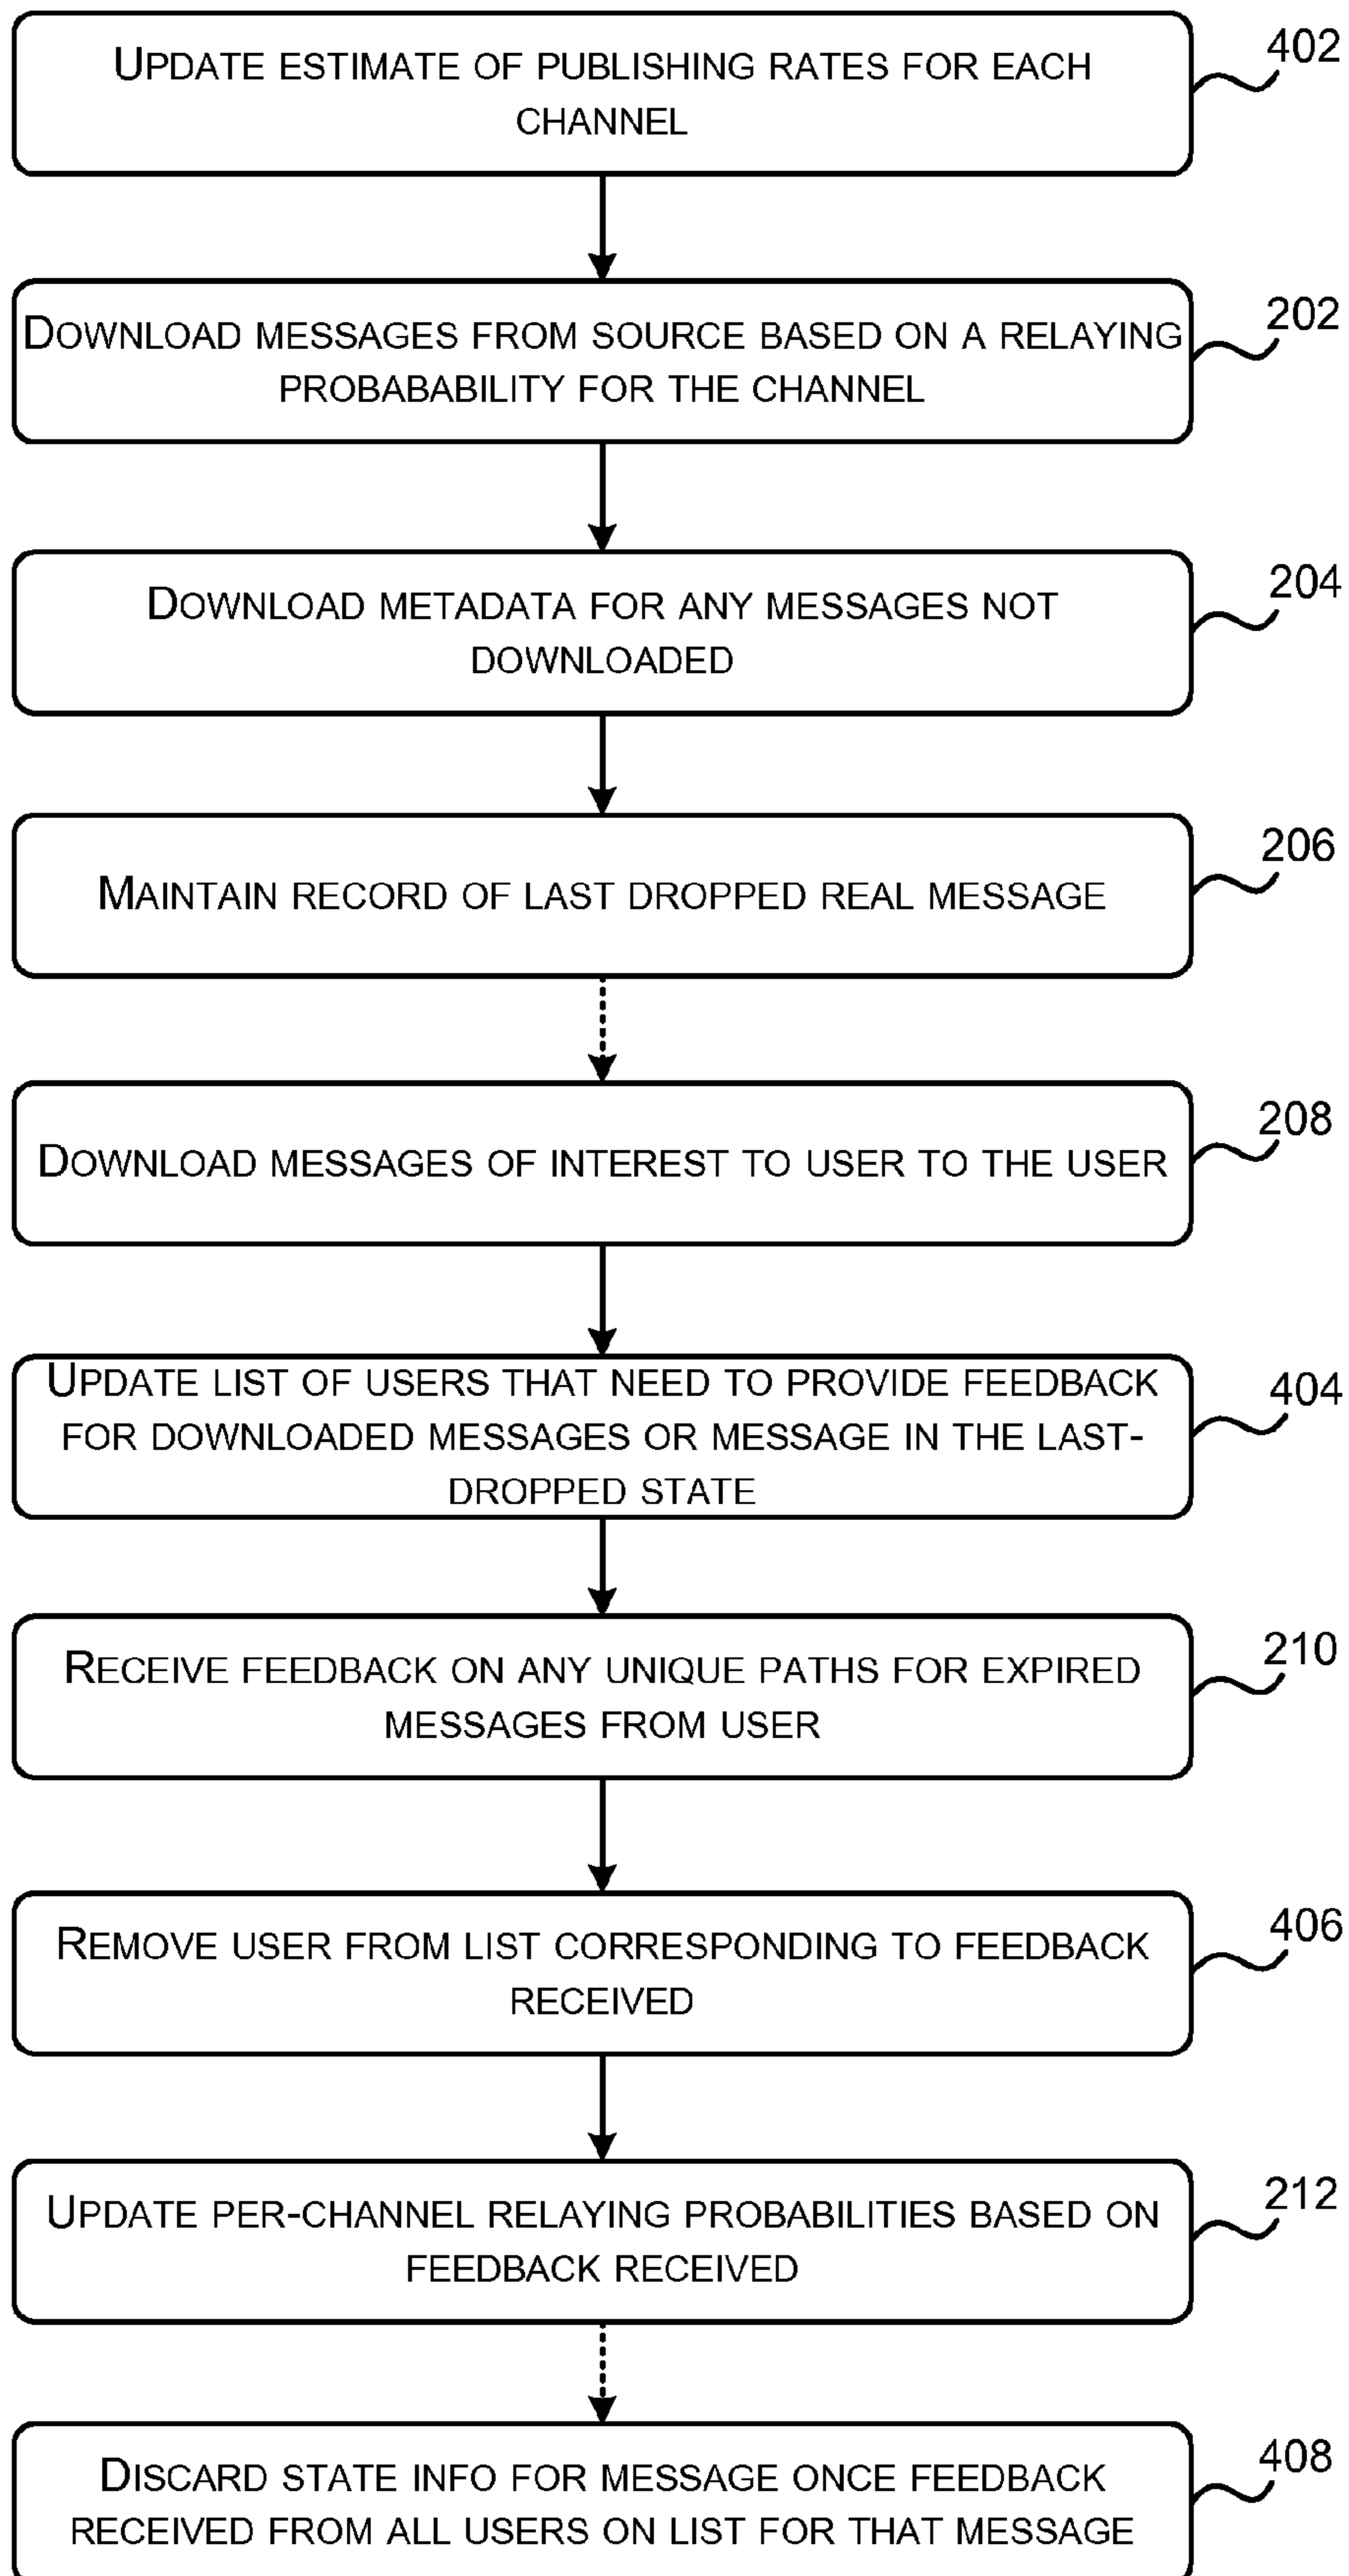 UPDATE ESTIMATE OF PUBLISHING RATES FOR EACH
CHANNEL
402
DOWNLOAD MESSAGES FROM SOURCE BASED ON A RELAYING
PROBABABILITY FOR THE CHANNEL
202
DOWNLOAD METADATA FOR ANY MESSAGES NOT
DOWNLOADED
204
MAINTAIN RECORD OF LAST DROPPED REAL MESSAGE
206
DOWNLOAD MESSAGES OF INTEREST TO USER TO THE USER
208
UPDATE LIST OF USERS THAT NEED TO PROVIDE FEEDBACK
FOR DOWNLOADED MESSAGES OR MESSAGE IN THE LAST-
DROPPED STATE
404
RECEIVE FEEDBACK ON ANY UNIQUE PATHS FOR EXPIRED
MESSAGES FROM USER
210
REMOVE USER FROM LIST CORRESPONDING TO FEEDBACK
RECEIVED
406
UPDATE PER-CHANNEL RELAYING PROBABILITIES BASED ON
FEEDBACK RECEIVED
212
DISCARD STATE INFO FOR MESSAGE ONCE FEEDBACK
RECEIVED FROM ALL USERS ON LIST FOR THAT MESSAGE
408